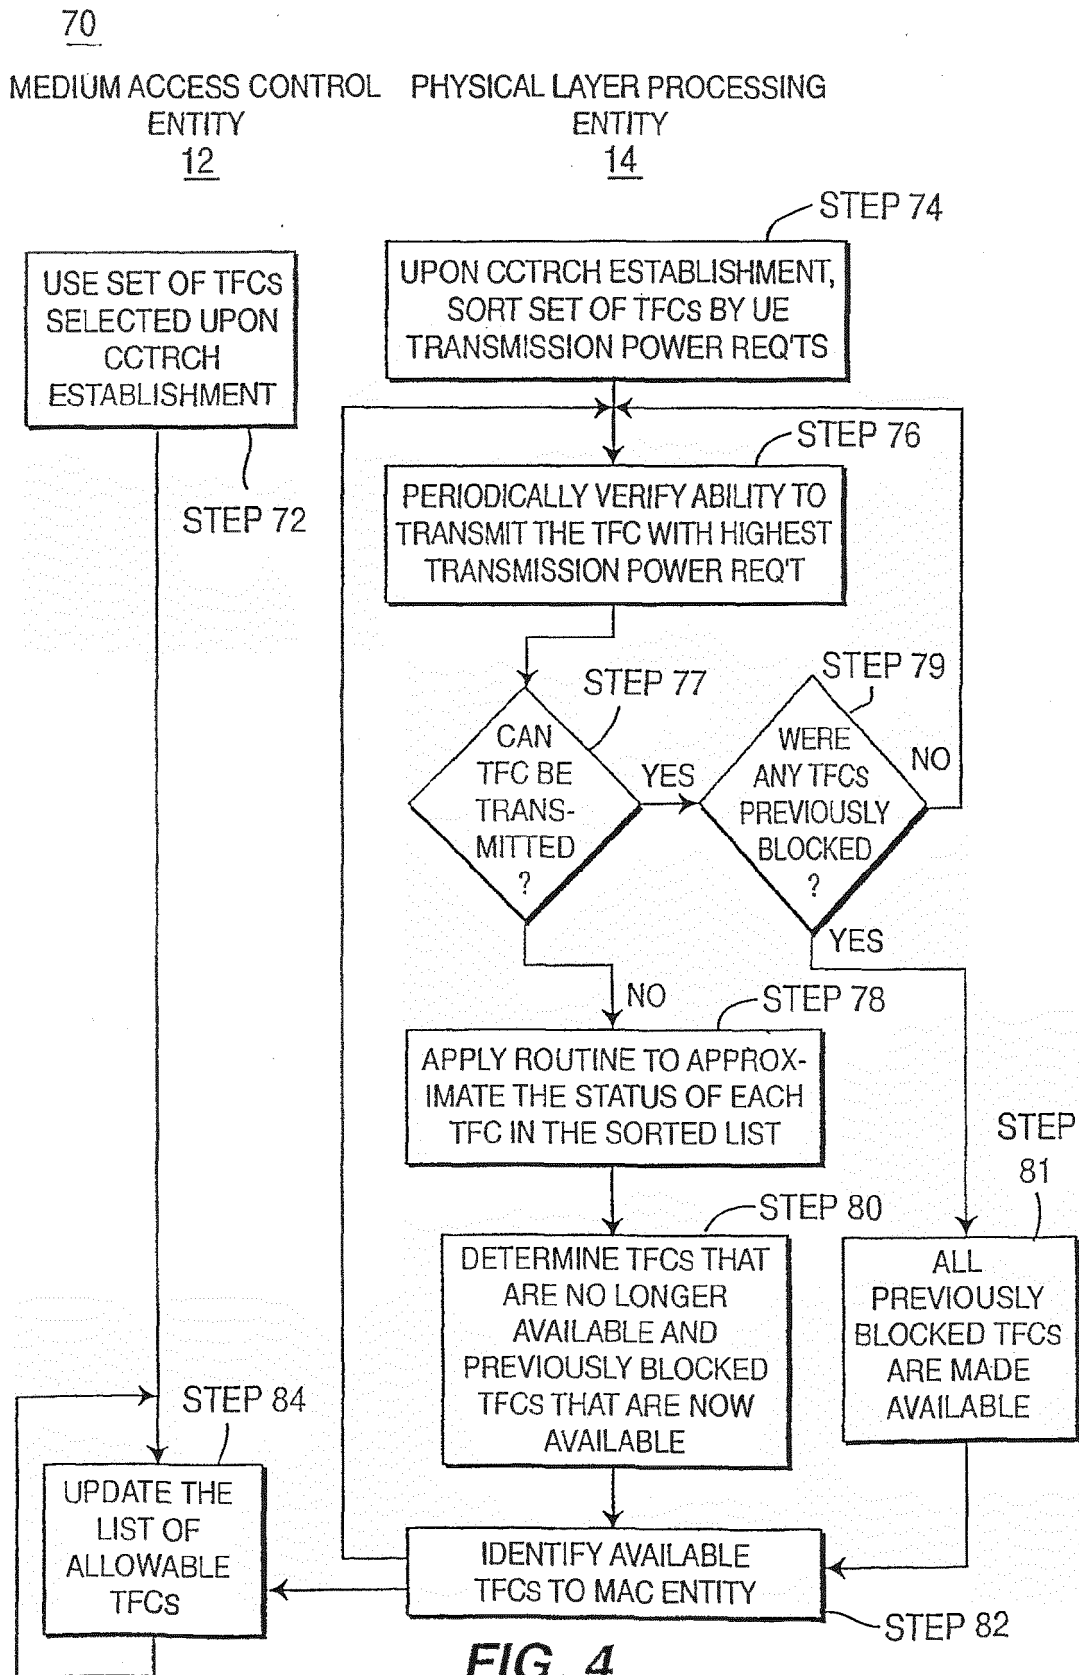 70
MEDIUM ACCESS CONTROL
ENTITY
12
PHYSICAL LAYER PROCESSING
ENTITY
14
STEP 74
USE SET OF TFCS
SELECTED UPON
CCTRCH
ESTABLISHMENT
STEP 72
UPON CCTRCH ESTABLISHMENT,
SORT SET OF TFCs BY UE
TRANSMISSION POWER REQ'TS
STEP 76
PERIODICALLY VERIFY ABILITY TO
TRANSMIT THE TFC WITH HIGHEST
TRANSMISSION POWER REQ'T
STEP 77
CAN
TFC BE
TRANS-
MITTED
?
YES
STEP 79
WERE
ANY TFCs
PREVIOUSLY
BLOCKED
?
NO
YES
NO
STEP 78
APPLY ROUTINE TO APPROX-
IMATE THE STATUS OF EACH
TFC IN THE SORTED LIST
STEP
81
STEP 80
DETERMINE TFCS THAT
ARE NO LONGER
AVAILABLE AND
PREVIOUSLY BLOCKED
TFCS THAT ARE NOW
AVAILABLE
ALL
PREVIOUSLY
BLOCKED TFCS
ARE MADE
AVAILABLE
STEP 84
UPDATE THE
LIST OF
ALLOWABLE
TFCs
IDENTIFY AVAILABLE
TFCS TO MAC ENTITY
STEP 82
FIG. 4